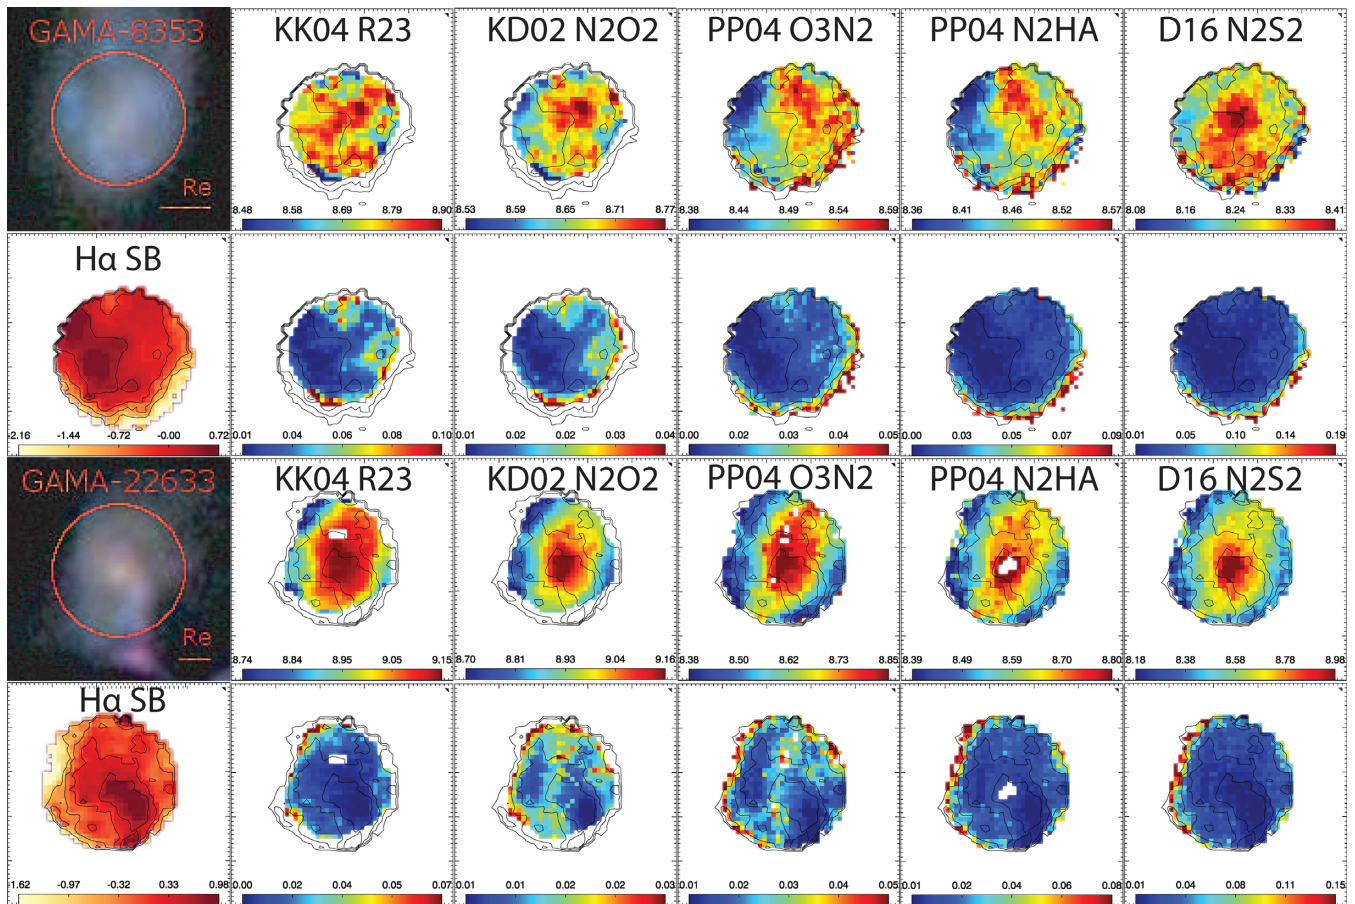 GAMA-8353 KK04 R23 KD02 N2O2 PP04 O3N2 PP04 N2HA D16 N2S2
Re
8.48 8.58 8.69 8.79 8.90 8.53 8.59 8.65 8.71 8.77 8.38 8.44 8.49 8.54 8.59 8.36 8.41 8.46 8.52 8.57 8.08 8.16 8.24 8.33 8.41
Hα SB
-2.16 -1.44 -0.72 -0.00 0.72 0.01 0.04 0.06 0.08 0.10 0.01 0.02 0.02 0.03 0.04 0.00 0.01 0.03 0.04 0.05 0.00 0.03 0.05 0.07 0.09 0.01 0.05 0.10 0.14 0.19
GAMA-22633 KK04 R23 KD02 N2O2 PP04 O3N2 PP04 N2HA D16 N2S2
Re
8.74 8.84 8.95 9.05 9.15 8.70 8.81 8.93 9.04 9.16 8.38 8.50 8.62 8.73 8.85 8.39 8.49 8.59 8.70 8.80 8.18 8.38 8.58 8.78 8.98
Hα SB
-1.62 -0.97 -0.32 0.33 0.98 0.00 0.02 0.04 0.05 0.07 0.01 0.01 0.02 0.02 0.03 0.01 0.02 0.03 0.04 0.05 0.01 0.02 0.04 0.06 0.08 0.01 0.04 0.08 0.11 0.15